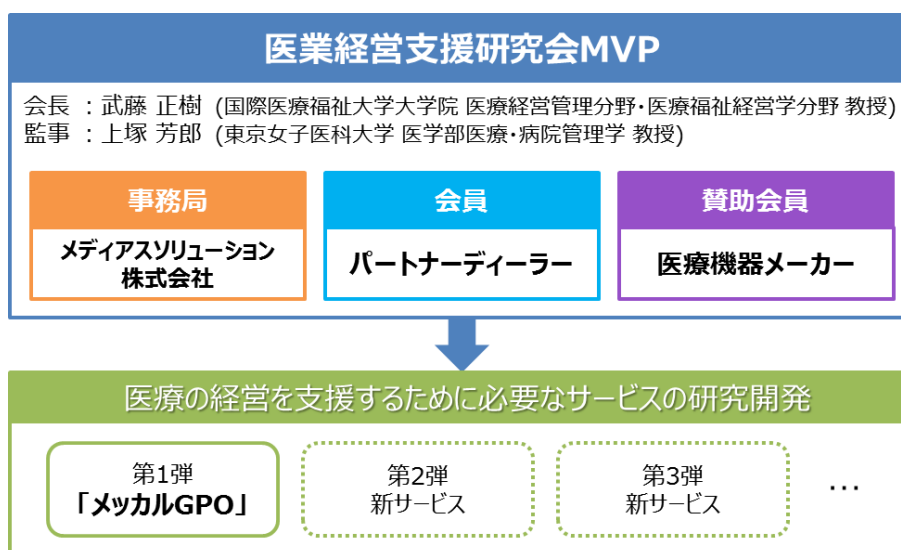 医業経営支援研究会MVP
会長 ：武藤 正樹 (国際医療福祉大学大学院 医療経営管理分野・医療福祉経営学分野 教授)
監事 ：上塚 芳郎 (東京女子医科大学 医学部医療・病院管理学 教授)
事務局
メディアスソリューション
株式会社
会員
パートナーディーラー
賛助会員
医療機器メーカー
医療の経営を支援するために必要なサービスの研究開発
第1弾
「メッカルGPO」
第2弾
新サービス
第3弾
新サービス
…